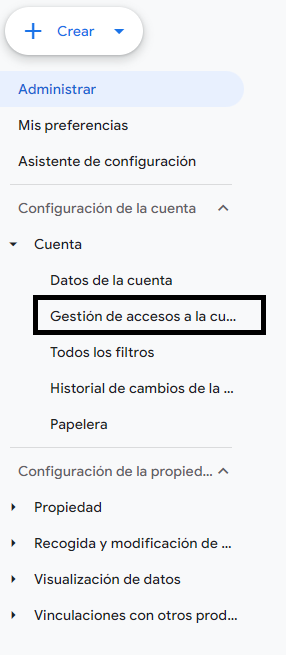 Crear
Administrar
Mis preferencias
Asistente de configuración
Configuración de la cuenta
Cuenta
Datos de la cuenta
Gestión de accesos a la cu...
Todos los filtros
Historial de cambios de la ...
Papelera
Configuración de la propied...
Propiedad
Recogida y modificación de ...
Visualización de datos
Vinculaciones con otros prod...